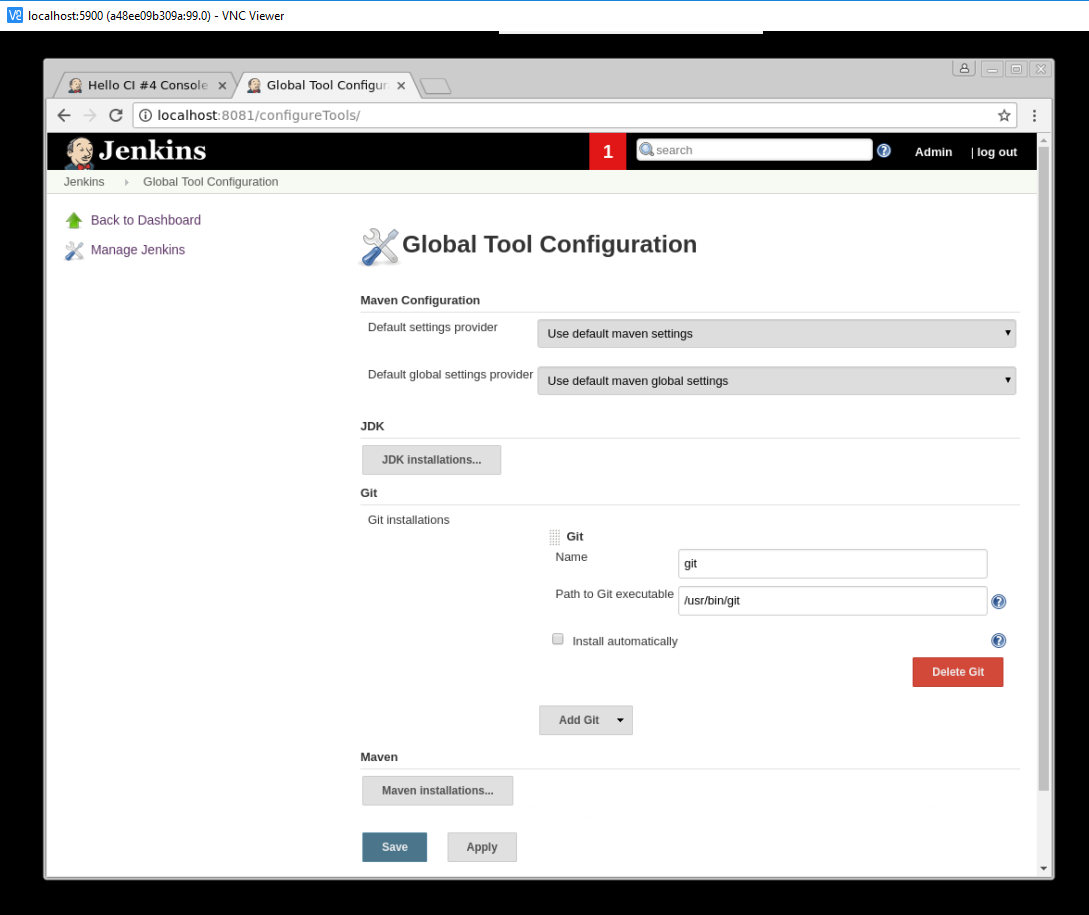 localhost:5900 (a48ee09b309a:99.0) - VNC Viewer
Hello CI #4 Console
Global Tool Configur
localhost:8081/configureTools/
Jenkins
1
search
Admin
| log out
Jenkins
Global Tool Configuration
Back to Dashboard
Manage Jenkins
Global Tool Configuration
Maven Configuration
Default settings provider
Use default maven settings
Default global settings provider
Use default maven global settings
JDK
JDK installations...
Git
Git installations
Git
Name
git
Path to Git executable
/usr/bin/git
Install automatically
Delete Git
Add Git
Maven
Maven installations...
Save
Apply